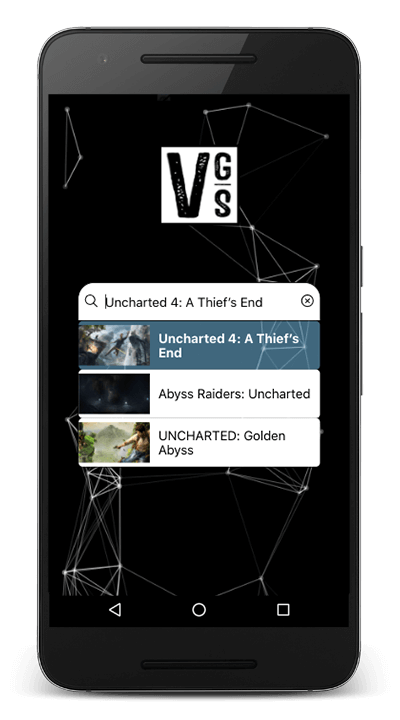 V G S
Uncharted 4: A Thief’s End
Uncharted 4: A Thief’s
End
Abyss Raiders: Uncharted
UNCHARTED: Golden
Abyss